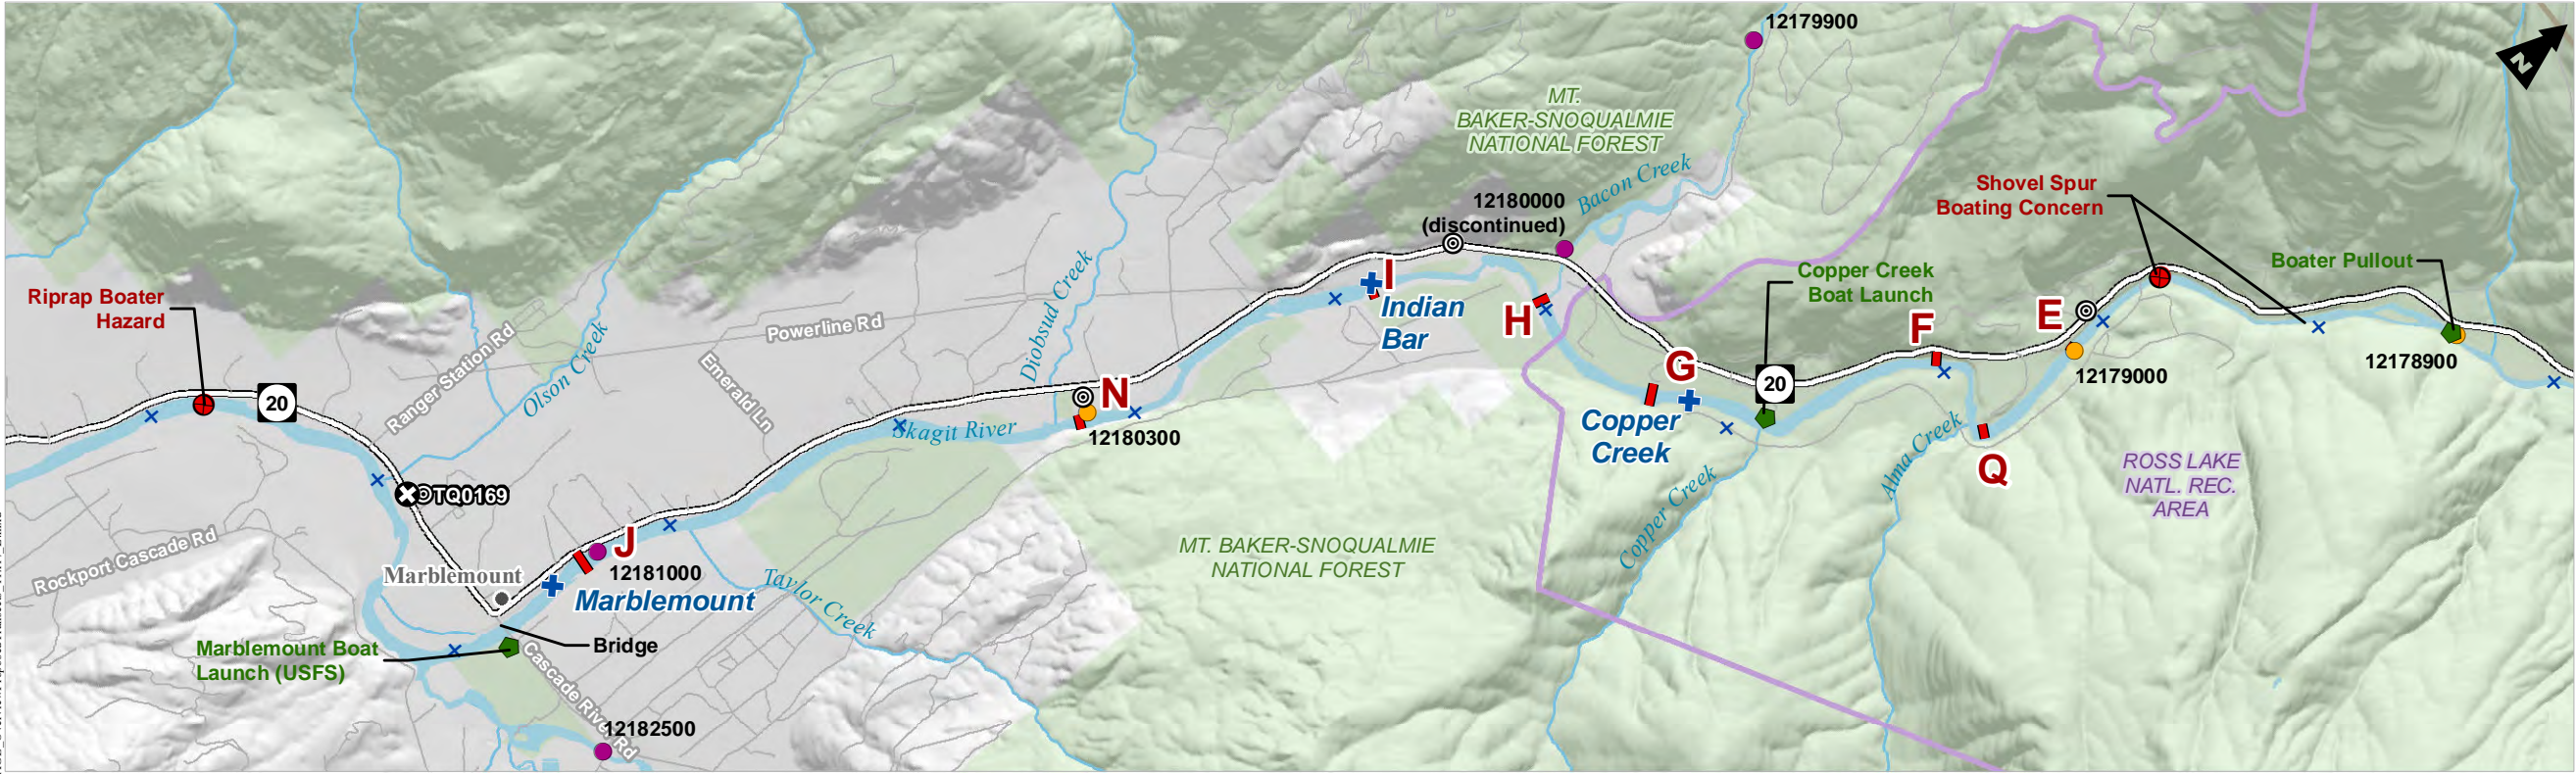 12179900
N
MT.
BAKER-SNOQUALMIE
NATIONAL FOREST
Bacon Creek
12180000
(discontinued)
Shovel Spur
Boating Concern
Boater Pullout
12178900
Riprap Boater
Hazard
20
Ranger Station Rd
Olson Creek
Powerline Rd
Emerald Ln
Diobsud Creek
N
12180300
Skagit River
I
Indian
Bar
H
G
Copper
Creek
Copper Creek
Boat Launch
20
F
E
12179000
Q
Alma Creek
Copper Creek
ROSS LAKE
NATL. REC.
AREA
TQ0169
Rockport Cascade Rd
Marblemount
J
12181000
Marblemount
Taylor Creek
MT. BAKER-SNOQUALMIE
NATIONAL FOREST
Marblemount Boat
Launch (USFS)
Bridge
Cascade River Rd
12182500